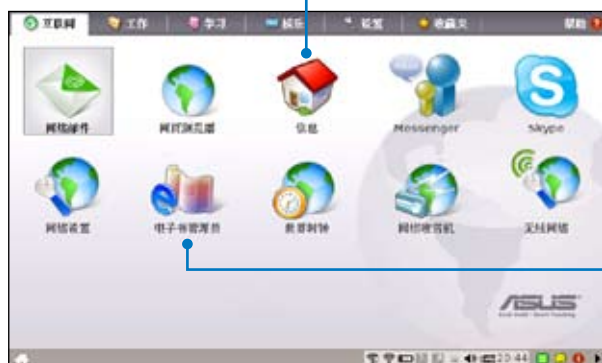 互联网 工作 学习 娱乐 设置 收藏夹 帮助
网络邮件 网页浏览器 信息 Messenger Skype
网络设置 电子书管理员 世界时钟 网络收音机 无线网络
ASUS
23:44